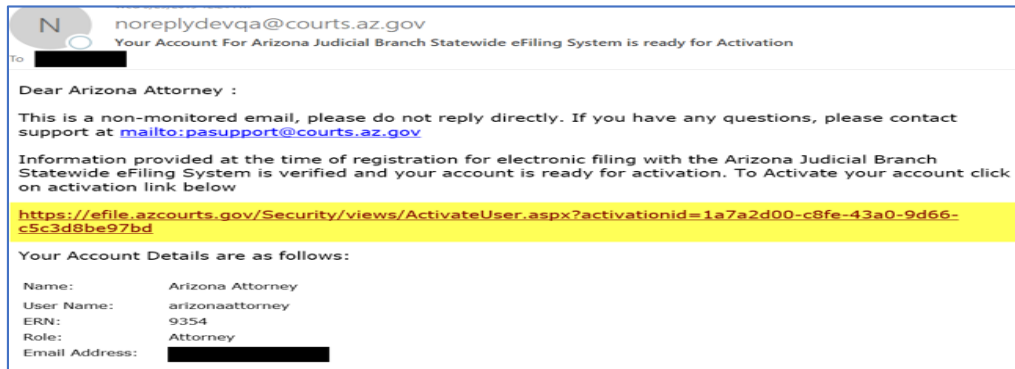 N
noreplydevqa@courts.az.gov
Your Account For Arizona Judicial Branch Statewide eFiling System is ready for Activation
To
Dear Arizona Attorney :
This is a non-monitored email, please do not reply directly. If you have any questions, please contact
support at mailto:pasupport@courts.az.gov
Information provided at the time of registration for electronic filing with the Arizona Judicial Branch
Statewide eFiling System is verified and your account is ready for activation. To Activate your account click
on activation link below
https://efile.azcourts.gov/Security/views/ActivateUser.aspx?activationid=1a7a2d00-c8fe-43a0-9d66-
c5c3d8be97bd
Your Account Details are as follows:
Name: Arizona Attorney
User Name: arizonaattorney
ERN: 9354
Role: Attorney
Email Address: